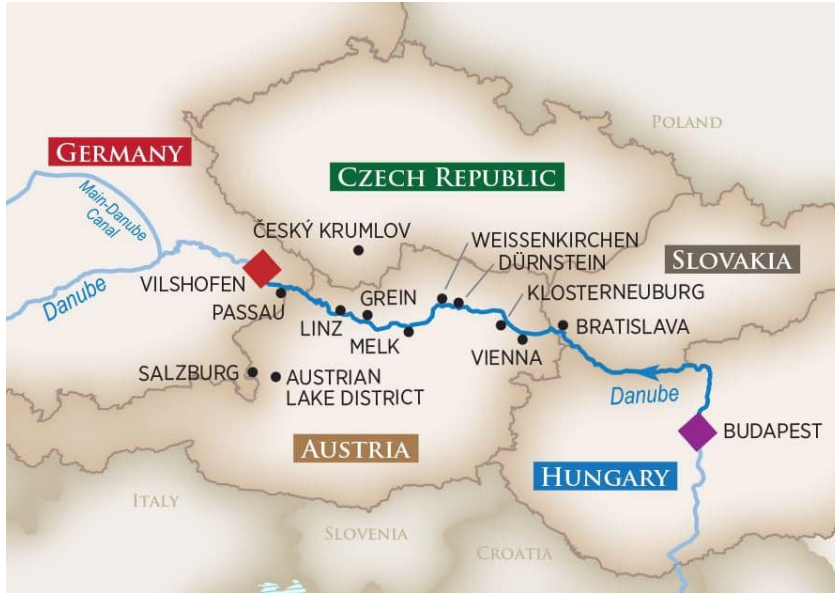 POLAND
GERMANY
CZECH REPUBLIC
Main-Danube
Canal
ČESKÝ KRUMLOV
WEISSENKIRCHEN
DÜRNSTEIN
SLOVAKIA
VILSHOFEN
Danube
PASSAU
GREIN
KLOSTERNEUBURG
LINZ
MELK
VIENNA
BRATISLAVA
SALZBURG
AUSTRIAN
LAKE DISTRICT
Danube
AUSTRIA
BUDAPEST
HUNGARY
ITALY
SLOVENIA
CROATIA